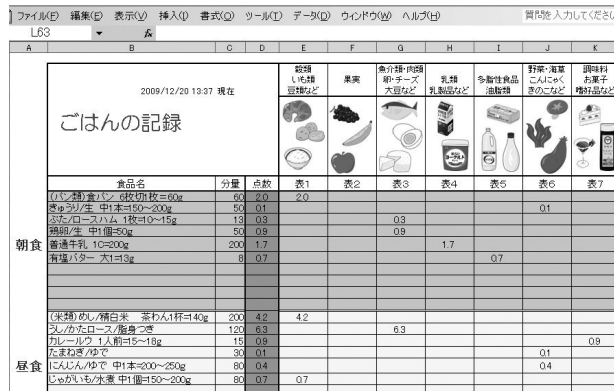 ファイル(F) 編集(E) 表示(V) 挿入(I) 書式(O) ツール(T) データ(D) ウィンドウ(W) ヘルプ(H) 質問を入力してください
L63 fx
A B C D E F G H I J K
穀類 いも類 豆類など
果実
魚介類・肉類 卵・チーズ 大豆など
乳類 乳製品など
多脂性食品 油脂類
野菜・海草 こんにゃく きのこなど
調味料 お菓子 嗜好品など
2009/12/20 13:37 現在
ごはんの記録
食品名 分量 点数 表1 表2 表3 表4 表5 表6 表7
(パン類)食パン 6枚切1枚=60g 60 2.0 2.0
きゅうり/生 中1本=150~200g 50 0.1 0.1
ぶた/ロースハム 1枚=10~15g 13 0.3 0.3
鶏卵/生 中1個=50g 50 0.9 0.9
朝食 普通牛乳 1C=200g 200 1.7 1.7
有塩バター 大1=13g 8 0.7 0.7
(米類)めし/精白米 茶わん1杯=140g 200 4.2 4.2
うし/かたロース/脂身つき 120 6.3 6.3
カレールウ 1人前=15~18g 15 0.9 0.9
たまねぎ/ゆで 30 0.1 0.1
昼食 にんじん/ゆで 中1本=200~250g 80 0.4 0.4
じゃがいも/水煮 中1個=150~200g 80 0.7 0.7